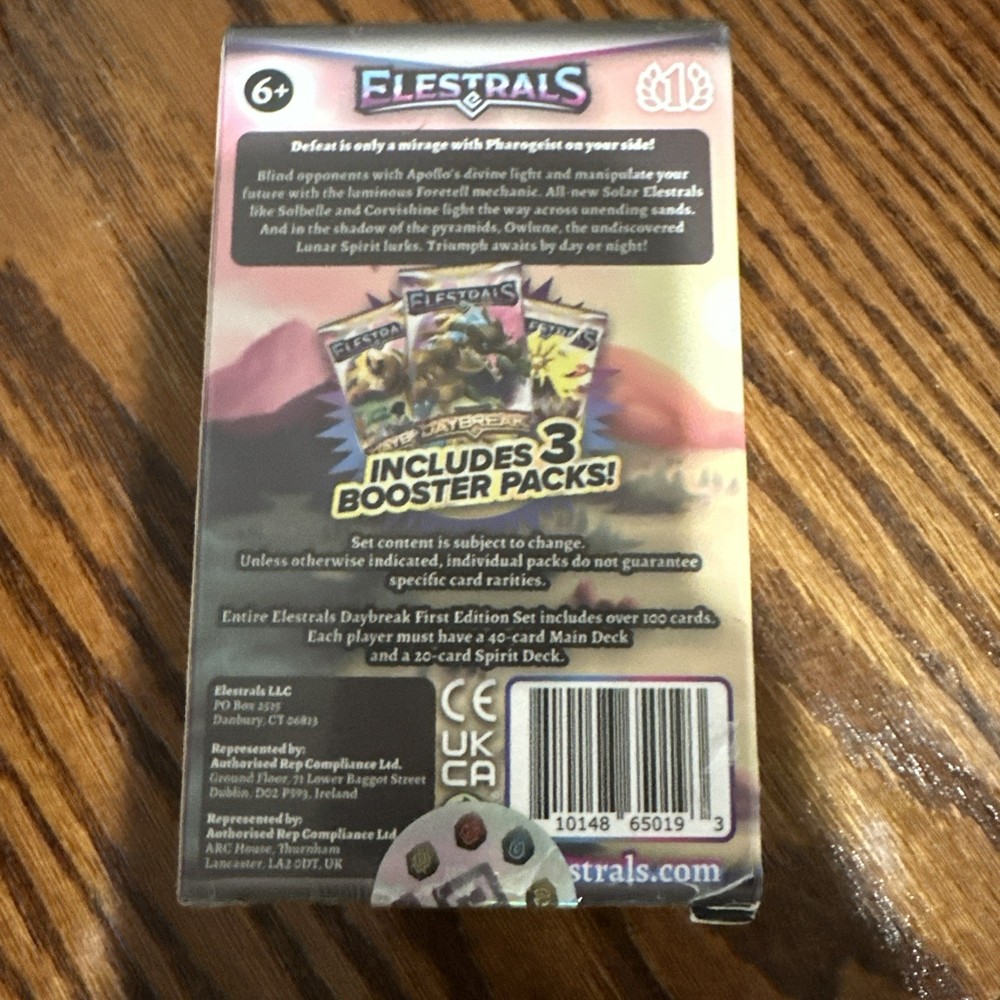 6+
ELESTRALS
1
Defeat is only a mirage with Pharogeist on your side!
Blind opponents with Apollo's divine light and manipulate your
future with the luminous Foretell mechanic. All-new Solar Elestrals
like Solbelle and Corvishine light the way across unending sands.
And in the shadow of the pyramids, Owlune, the undiscovered
Lunar Spirit lurks. Triumph awaits by day or night!
ELESTRALS
DAYBREAK
INCLUDES 3
BOOSTER PACKS!
Set content is subject to change.
Unless otherwise indicated, individual packs do not guarantee
specific card rarities.
Entire Elestrals Daybreak First Edition Set includes over 100 cards.
Each player must have a 40-card Main Deck
and a 20-card Spirit Deck.
Elestrals LLC
PO Box 2525
Danbury, CT 06813
Represented by:
Authorised Rep Compliance Ltd.
Ground Floor, 71 Lower Baggot Street
Dublin, D02 P593, Ireland
Represented by:
Authorised Rep Compliance Ltd.
ARC House, Thurnham
Lancaster, LA2 0DT, UK
CE
UK
CA
10148 65019 3
strals.com